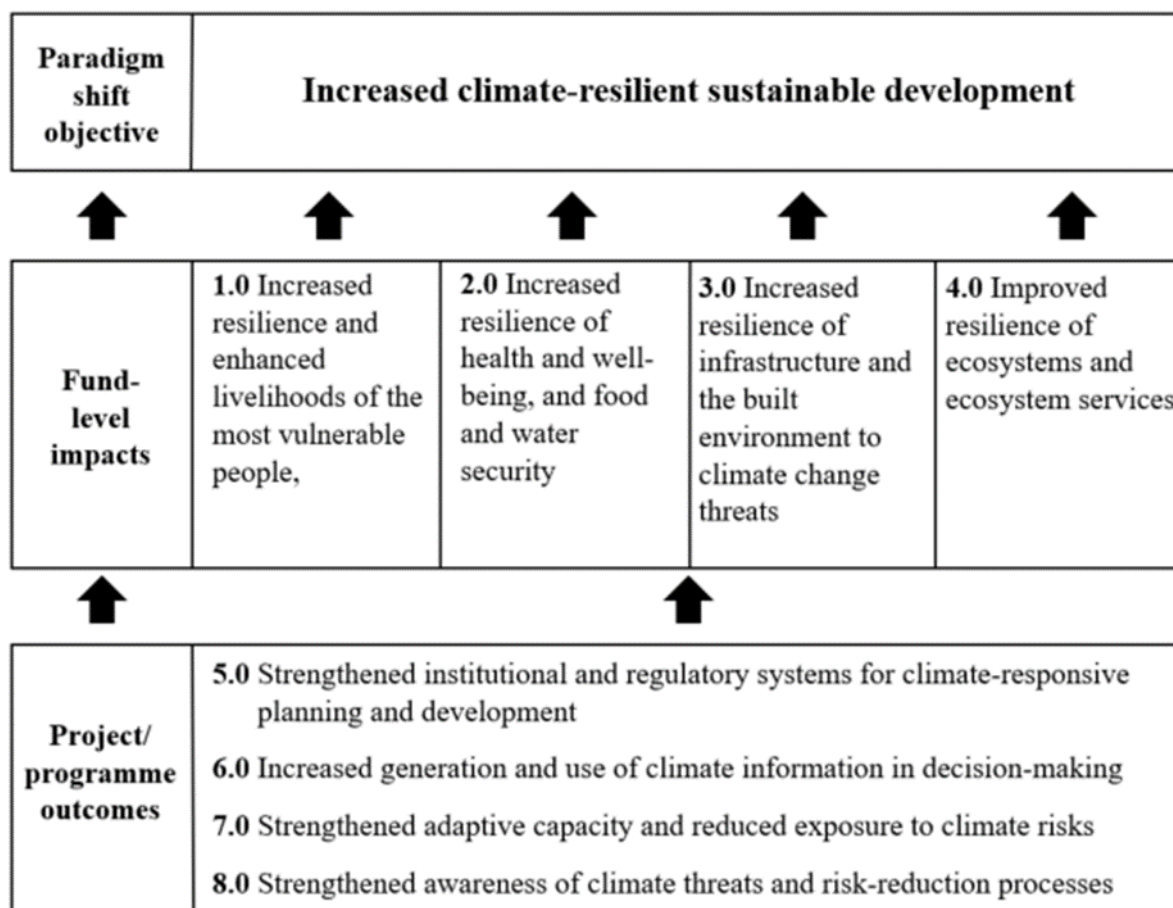 Paradigm
shift
objective
Increased climate-resilient sustainable development
Fund-
level
impacts
1.0 Increased
resilience and
enhanced
livelihoods of the
most vulnerable
people,
2.0 Increased
resilience of
health and well-
being, and food
and water
security
3.0 Increased
resilience of
infrastructure and
the built
environment to
climate change
threats
4.0 Improved
resilience of
ecosystems and
ecosystem services
Project/
programme
outcomes
5.0 Strengthened institutional and regulatory systems for climate-responsive
planning and development
6.0 Increased generation and use of climate information in decision-making
7.0 Strengthened adaptive capacity and reduced exposure to climate risks
8.0 Strengthened awareness of climate threats and risk-reduction processes